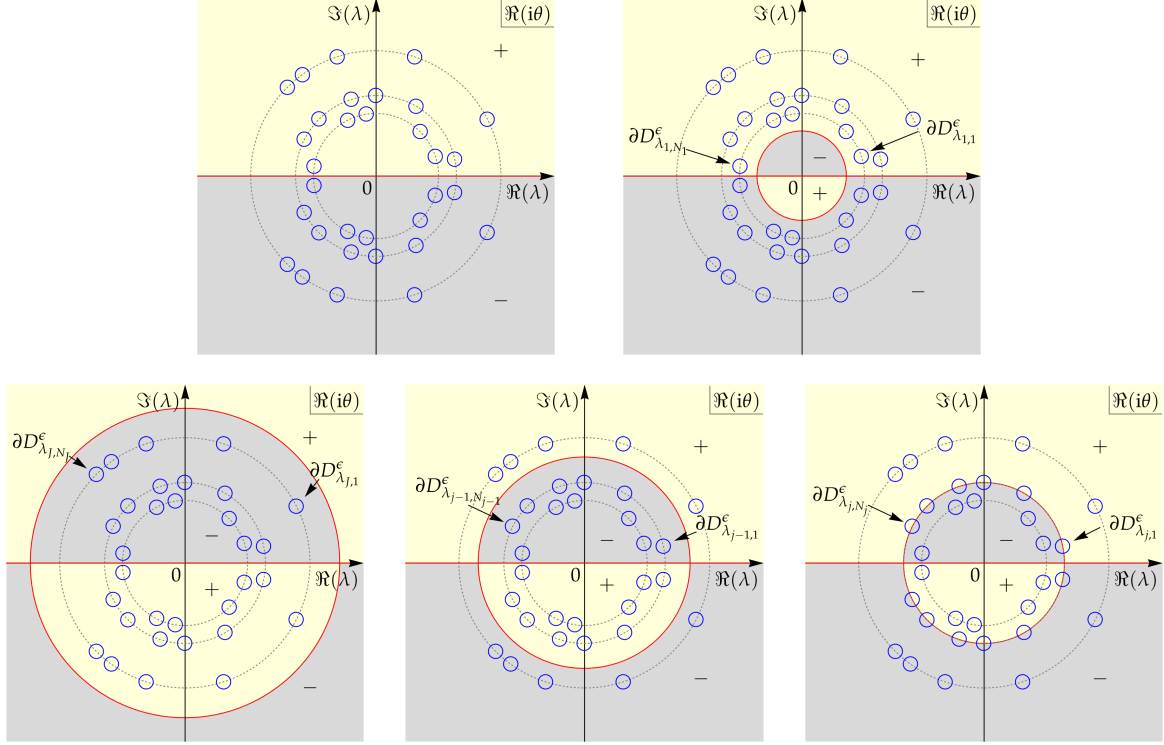 ℑ(λ)
ℜ(iθ)
+
0
ℜ(λ)
−
ℑ(λ)
ℜ(iθ)
+
∂D^ϵ_{λ_{1,N_1}}
∂D^ϵ_{λ_{1,1}}
−
0
+
ℜ(λ)
−
ℑ(λ)
ℜ(iθ)
+
∂D^ϵ_{λ_{J,N_J}}
∂D^ϵ_{λ_{J,1}}
−
0
+
ℜ(λ)
−
ℑ(λ)
ℜ(iθ)
+
∂D^ϵ_{λ_{j−1,N_{j−1}}}
∂D^ϵ_{λ_{j−1,1}}
−
0
+
ℜ(λ)
−
ℑ(λ)
ℜ(iθ)
+
∂D^ϵ_{λ_{j,N_j}}
∂D^ϵ_{λ_{j,1}}
−
0
+
ℜ(λ)
−